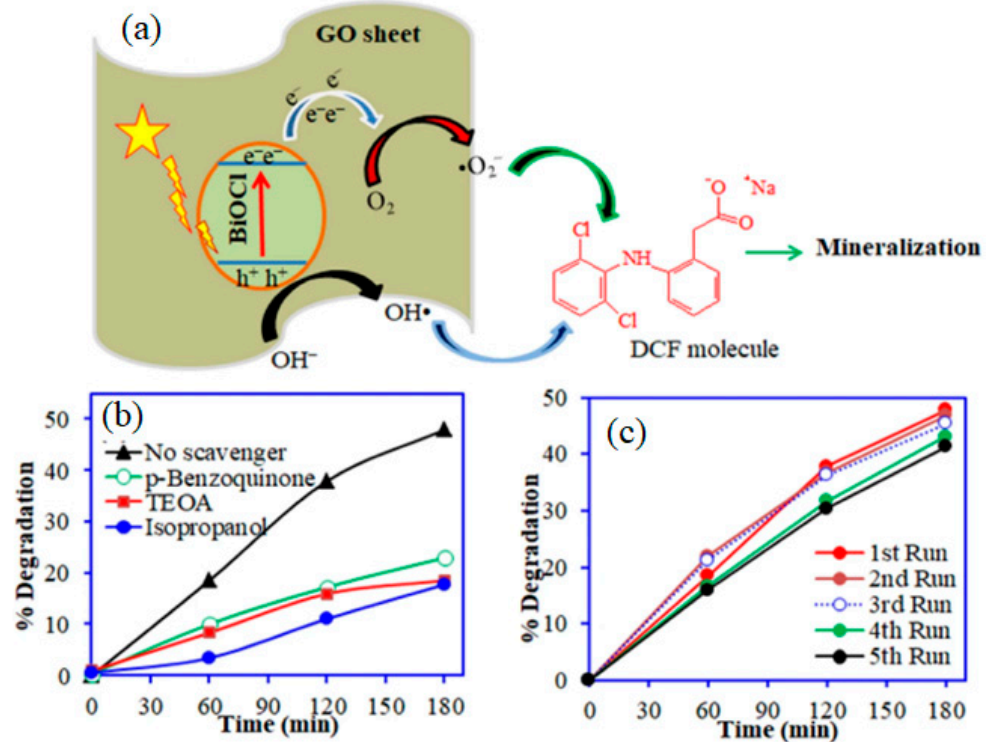 (a)
GO sheet
e⁻ e⁻
e⁻e⁻
e⁻e⁻
BiOCl
h⁺ h⁺
O₂
•O₂⁻
OH•
OH⁻
⁻O ⁺Na
O
Cl
NH
Cl
DCF molecule
Mineralization
(b)
No scavenger
p-Benzoquinone
TEOA
Isopropanol
% Degradation
50
40
30
20
10
0
0 30 60 90 120 150 180
Time (min)
(c)
% Degradation
50
40
30
20
10
0
1st Run
2nd Run
3rd Run
4th Run
5th Run
0 30 60 90 120 150 180
Time (min)